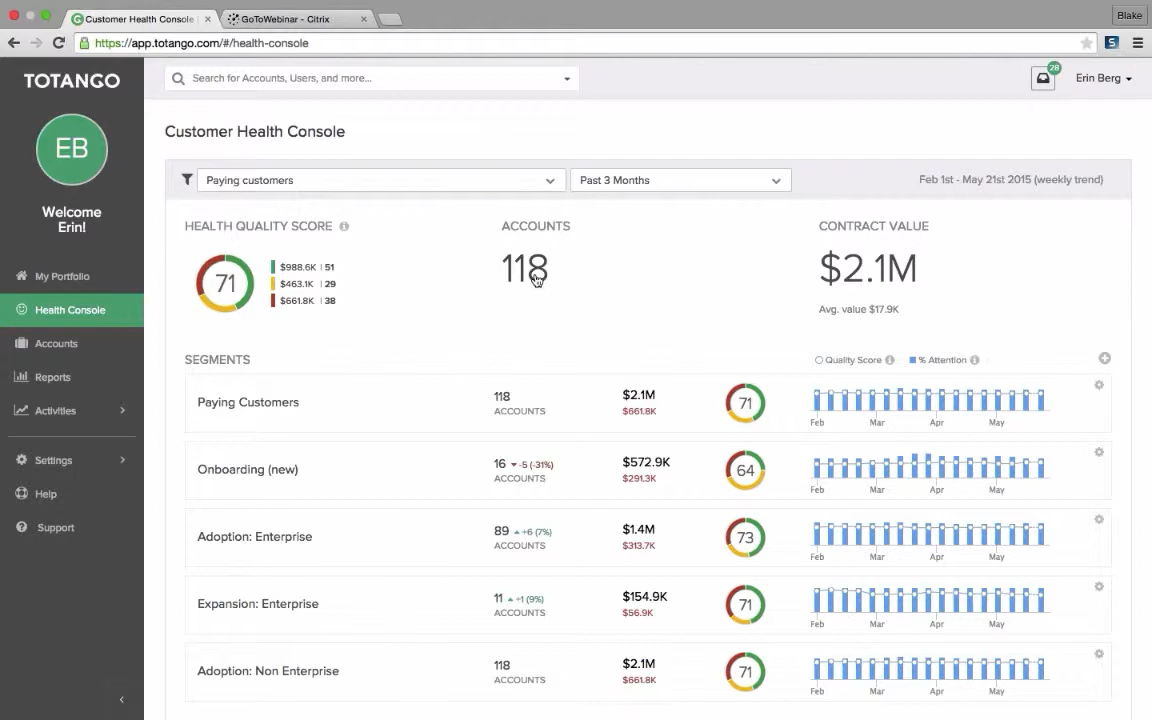 Customer Health Console
GoToWebinar - Citrix
Blake
https://app.totango.com/#/health-console
TOTANGO
Search for Accounts, Users, and more...
28
Erin Berg
EB
Welcome
Erin!
My Portfolio
Health Console
Accounts
Reports
Activities
Settings
Help
Support
Customer Health Console
Paying customers
Past 3 Months
Feb 1st - May 21st 2015 (weekly trend)
HEALTH QUALITY SCORE
ACCOUNTS
CONTRACT VALUE
71
$988.6K | 51
$463.1K | 29
$661.8K | 38
118
$2.1M
Avg. value $17.9K
SEGMENTS
Quality Score
% Attention
Paying Customers
118
ACCOUNTS
$2.1M
$661.8K
71
Feb Mar Apr May
Onboarding (new)
16 -5 (-31%)
ACCOUNTS
$572.9K
$291.3K
64
Feb Mar Apr May
Adoption: Enterprise
89 +6 (7%)
ACCOUNTS
$1.4M
$313.7K
73
Feb Mar Apr May
Expansion: Enterprise
11 +1 (9%)
ACCOUNTS
$154.9K
$56.9K
71
Feb Mar Apr May
Adoption: Non Enterprise
118
ACCOUNTS
$2.1M
$661.8K
71
Feb Mar Apr May